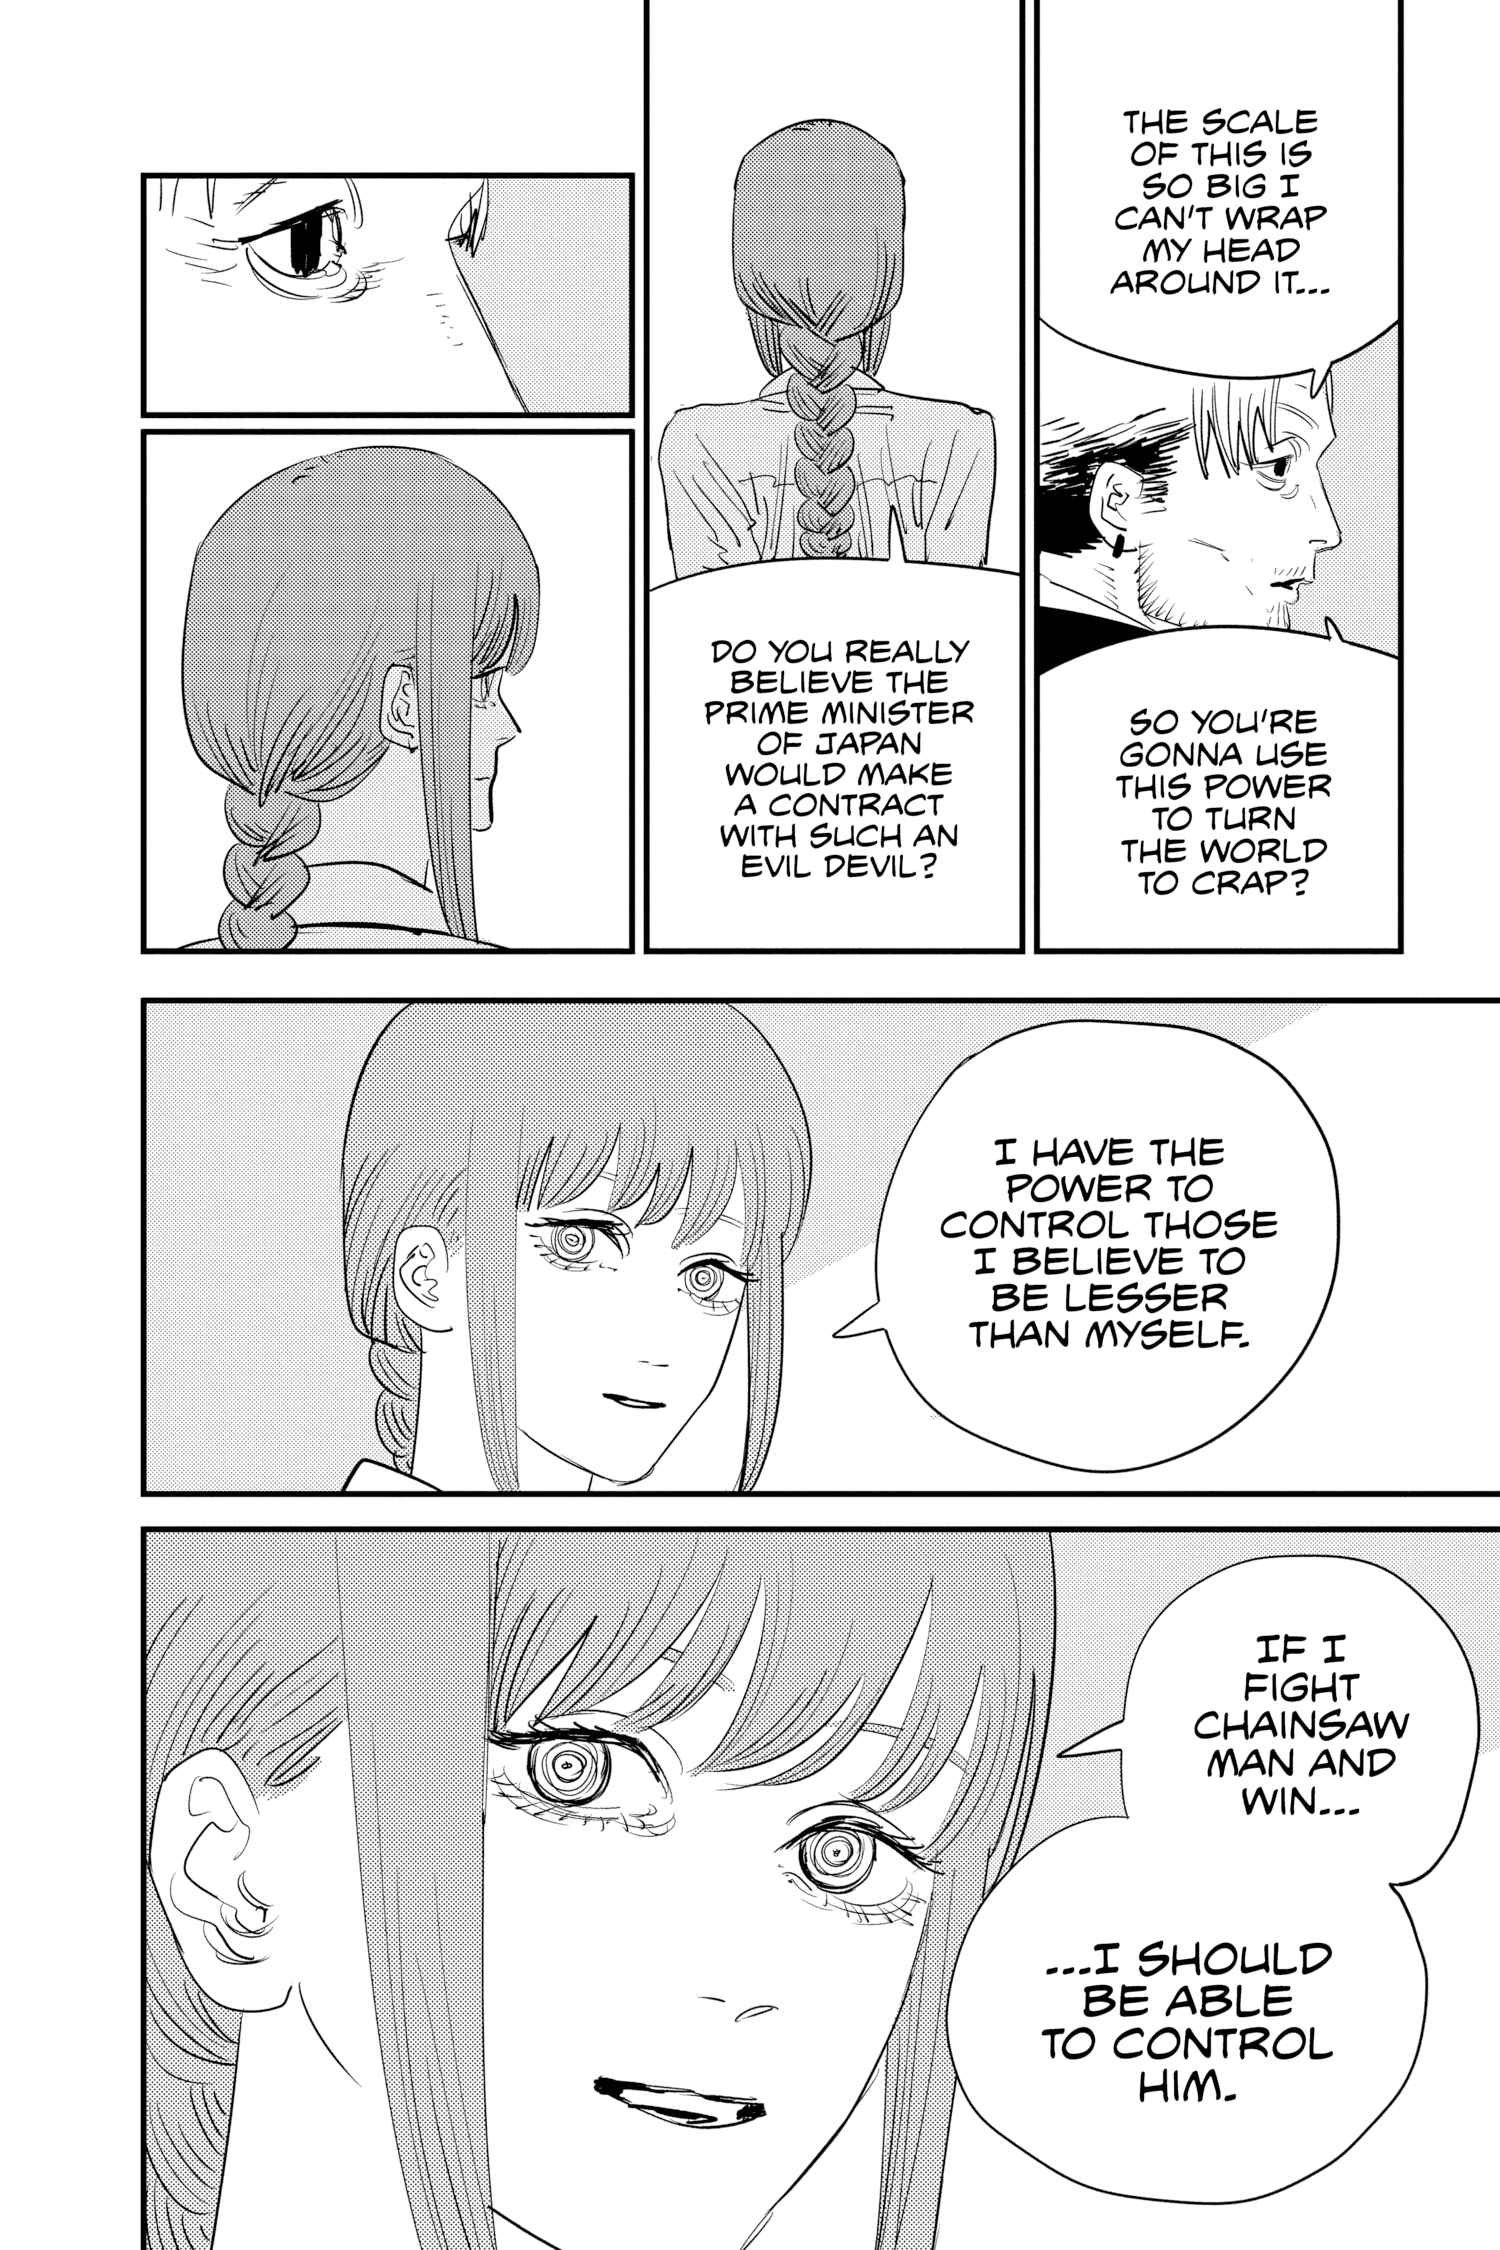 THE SCALE
OF THIS IS
SO BIG I
CAN'T WRAP
MY HEAD
AROUND IT...
SO YOU'RE
GONNA USE
THIS POWER
TO TURN
THE WORLD
TO CRAP?
DO YOU REALLY
BELIEVE THE
PRIME MINISTER
OF JAPAN
WOULD MAKE
A CONTRACT
WITH SUCH AN
EVIL DEVIL?
I HAVE THE
POWER TO
CONTROL THOSE
I BELIEVE TO
BE LESSER
THAN MYSELF.
IF I
FIGHT
CHAINSAW
MAN AND
WIN...
...I SHOULD
BE ABLE
TO CONTROL
HIM.